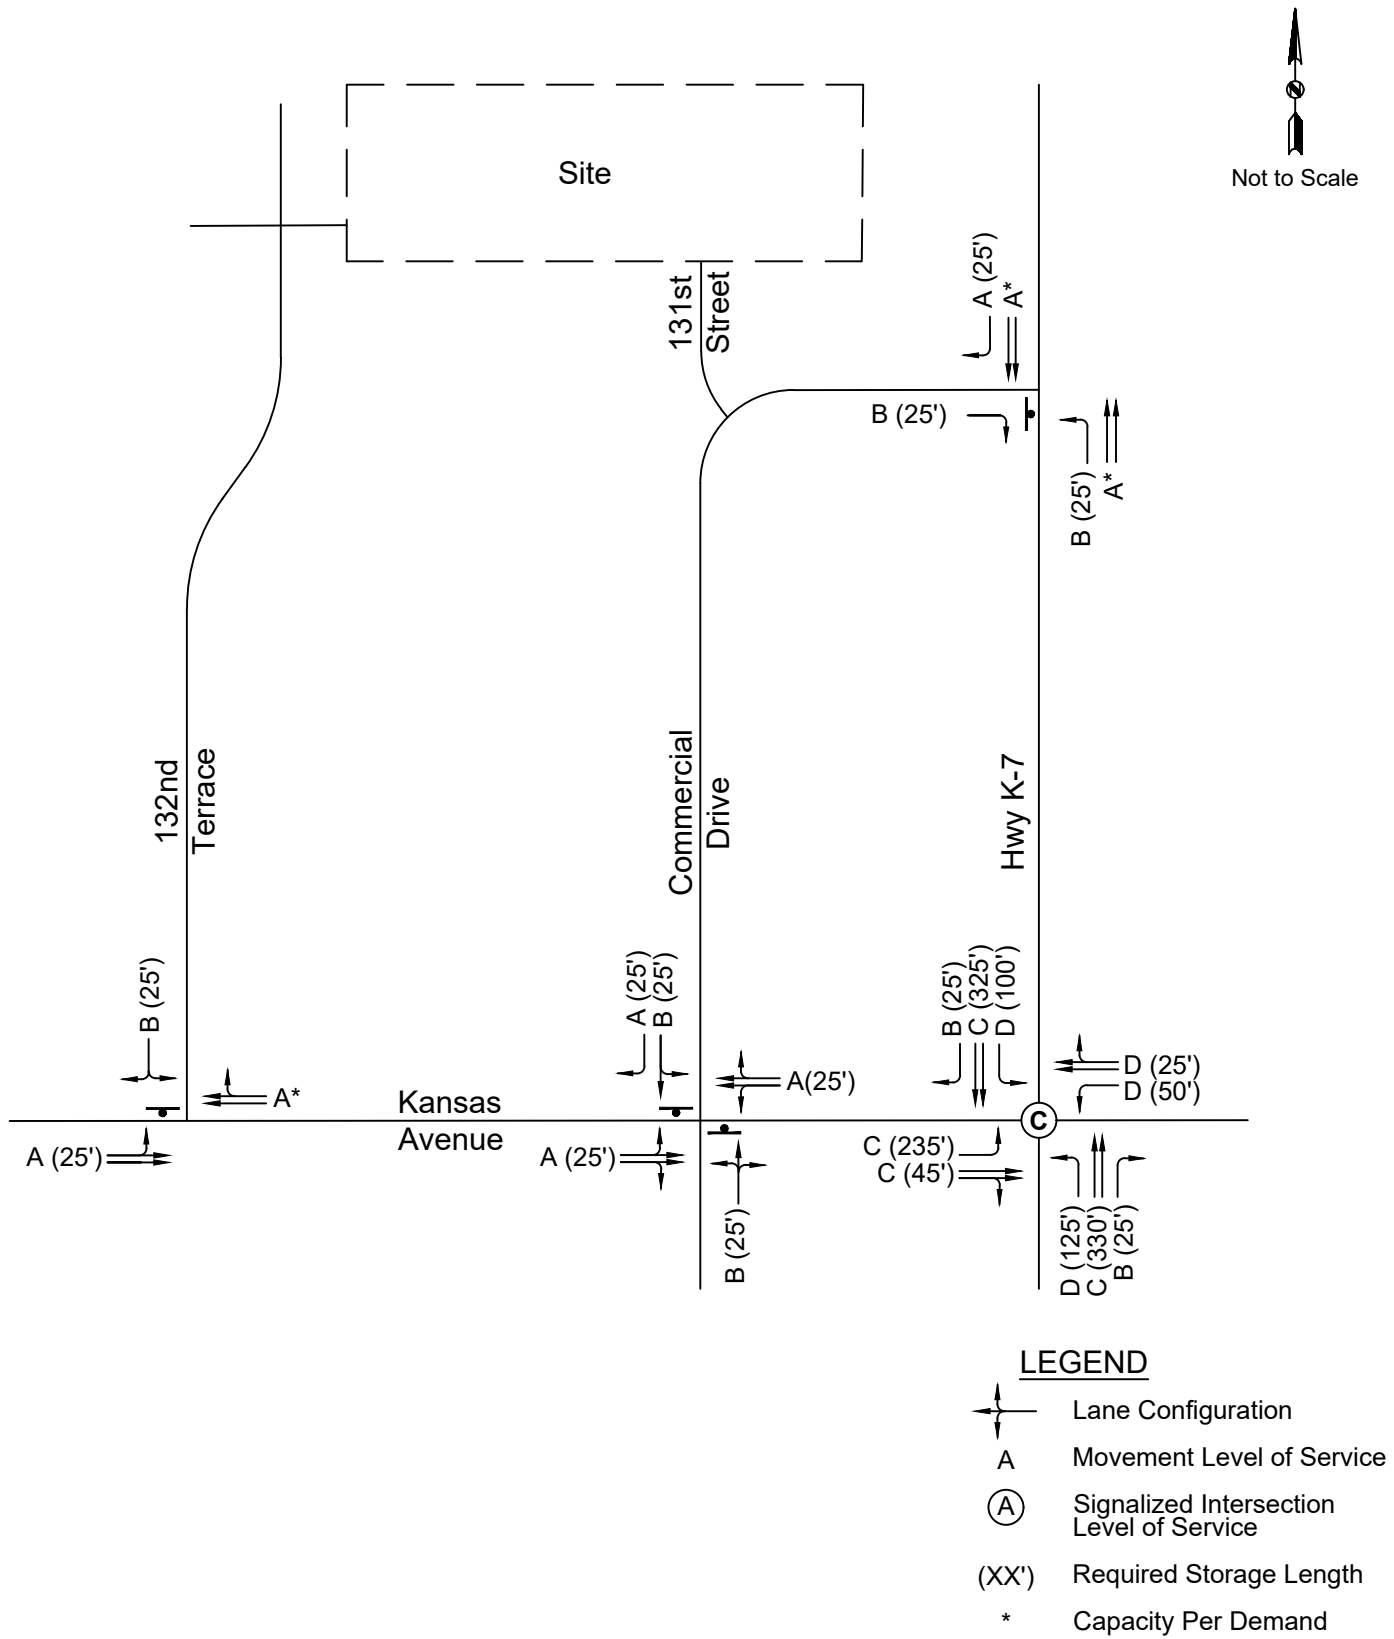 N
Not to Scale
Site
131st
Street
A (25')
A*
B (25')
B (25')
A*
132nd
Terrace
Commercial
Drive
Hwy K-7
B (25')
A (25')
B (25')
B (25')
C (325')
D (100')
A*
Kansas
Avenue
A(25')
D (25')
D (50')
C
A (25')
A (25')
C (235')
C (45')
B (25')
D (125')
C (330')
B (25')
LEGEND
Lane Configuration
A Movement Level of Service
A Signalized Intersection
Level of Service
(XX') Required Storage Length
* Capacity Per Demand